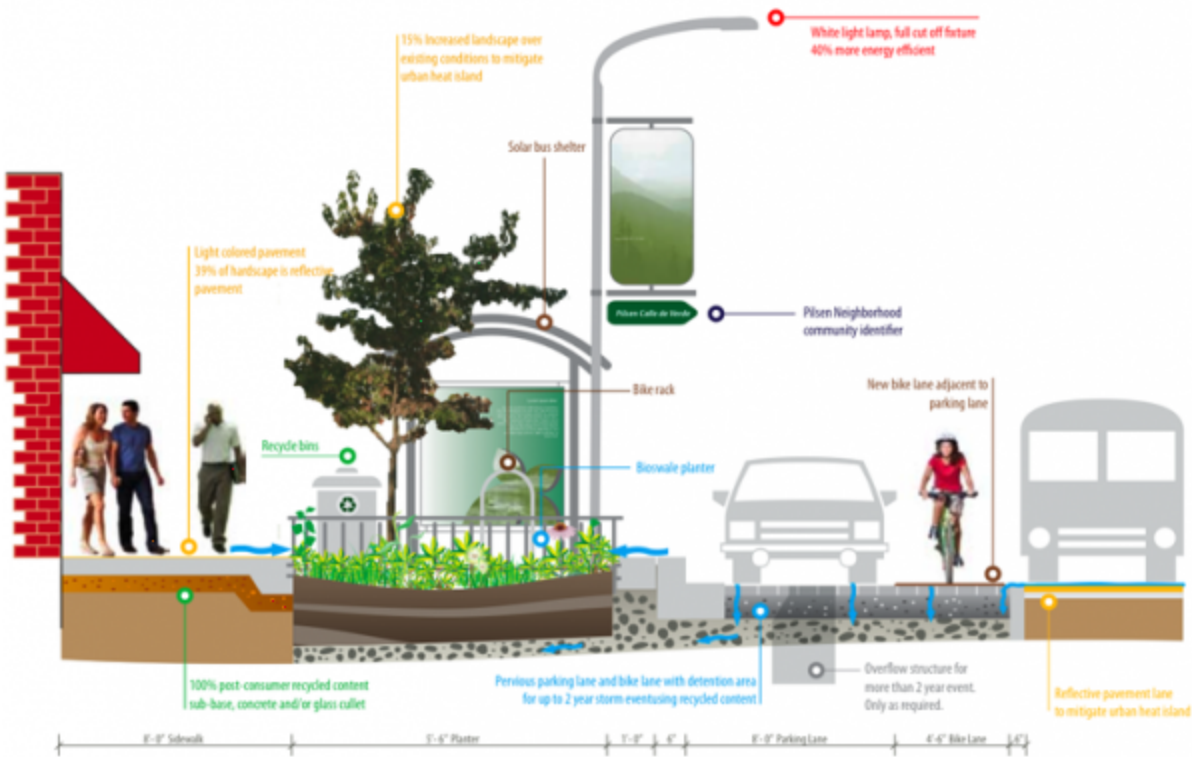 White light lamp, full cut off fixture
40% more energy efficient
15% Increased landscape over
existing conditions to mitigate
urban heat island
Solar bus shelter
Light colored pavement
39% of hardscape is reflective
pavement
Pilsen Calle de Verde
Pilsen Neighborhood
community identifier
Bike rack
New bike lane adjacent to
parking lane
Recycle bins
Bioswale planter
100% post-consumer recycled content
sub-base, concrete and/or glass cullet
Pervious parking lane and bike lane with detention area
for up to 2 year storm eventusing recycled content
Overflow structure for
more than 2 year event.
Only as required.
Reflective pavement lane
to mitigate urban heat island
8'-0" Sidewalk
5'-6" Planter
1'-0"
6"
8'-0" Parking Lane
4'-6" Bike Lane
6"